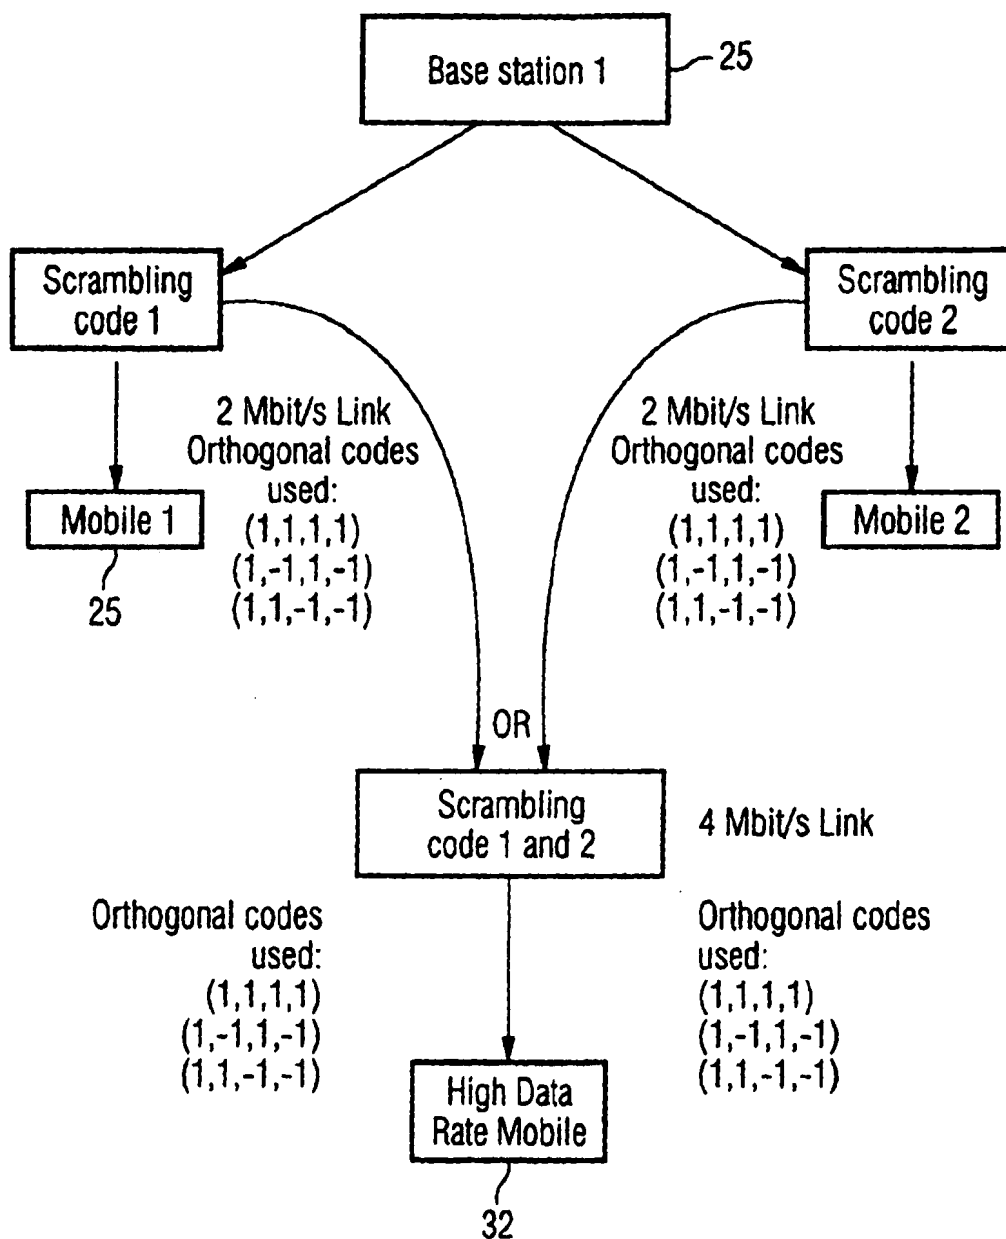 Base station 1
25
Scrambling
code 1
Scrambling
code 2
2 Mbit/s Link
Orthogonal codes
used:
(1,1,1,1)
(1,-1,1,-1)
(1,1,-1,-1)
2 Mbit/s Link
Orthogonal codes
used:
(1,1,1,1)
(1,-1,1,-1)
(1,1,-1,-1)
Mobile 1
25
Mobile 2
OR
Scrambling
code 1 and 2
4 Mbit/s Link
Orthogonal codes
used:
(1,1,1,1)
(1,-1,1,-1)
(1,1,-1,-1)
Orthogonal codes
used:
(1,1,1,1)
(1,-1,1,-1)
(1,1,-1,-1)
High Data
Rate Mobile
32